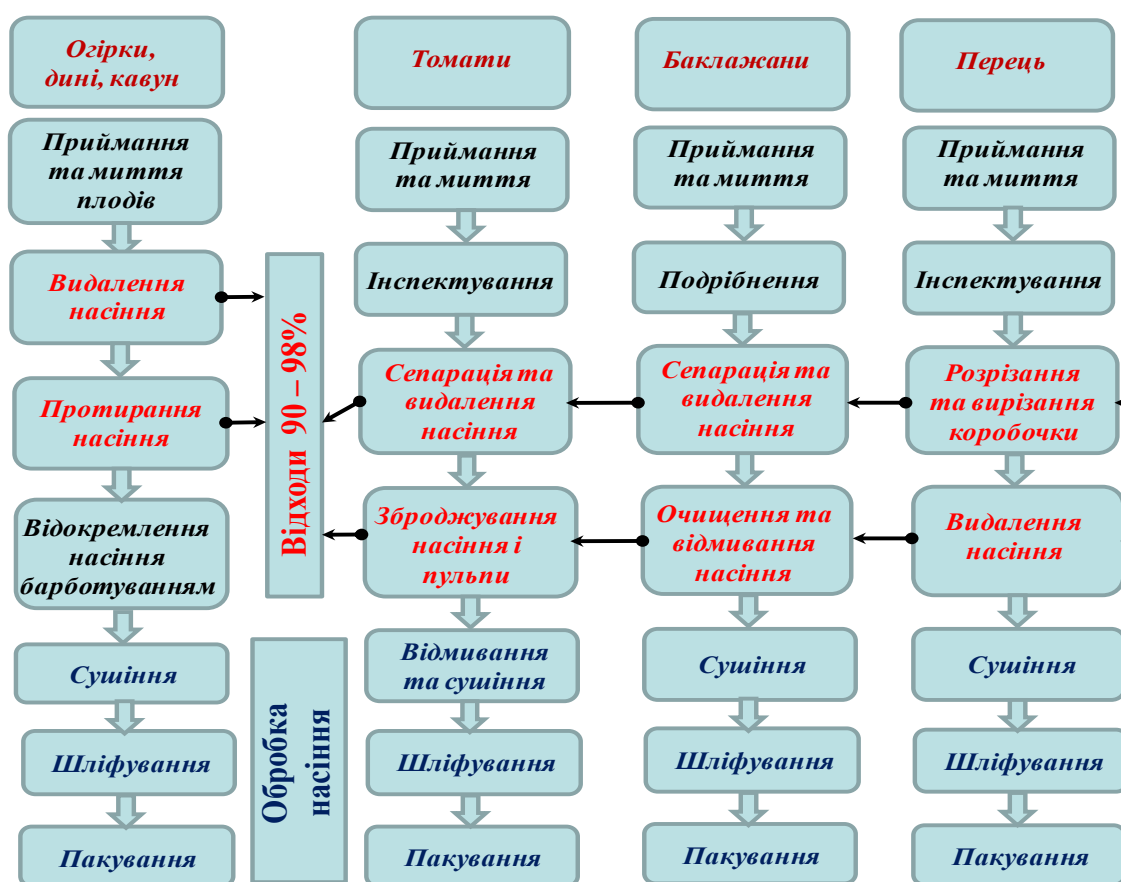 Огірки,
дині, кавун
Приймання
та миття
плодів
Видалення
насіння
Протирання
насіння
Відокремлення
насіння
барботуванням
Сушіння
Шліфування
Пакування
Відходи 90 – 98%
Обробка
насіння
Томати
Приймання
та миття
Інспектування
Сепарація та
видалення
насіння
Зброджування
насіння і
пульпи
Відмивання
та сушіння
Шліфування
Пакування
Баклажани
Приймання
та миття
Подрібнення
Сепарація та
видалення
насіння
Очищення та
відмивання
насіння
Сушіння
Шліфування
Пакування
Перець
Приймання
та миття
Інспектування
Розрізання
та вирізання
коробочки
Видалення
насіння
Сушіння
Шліфування
Пакування